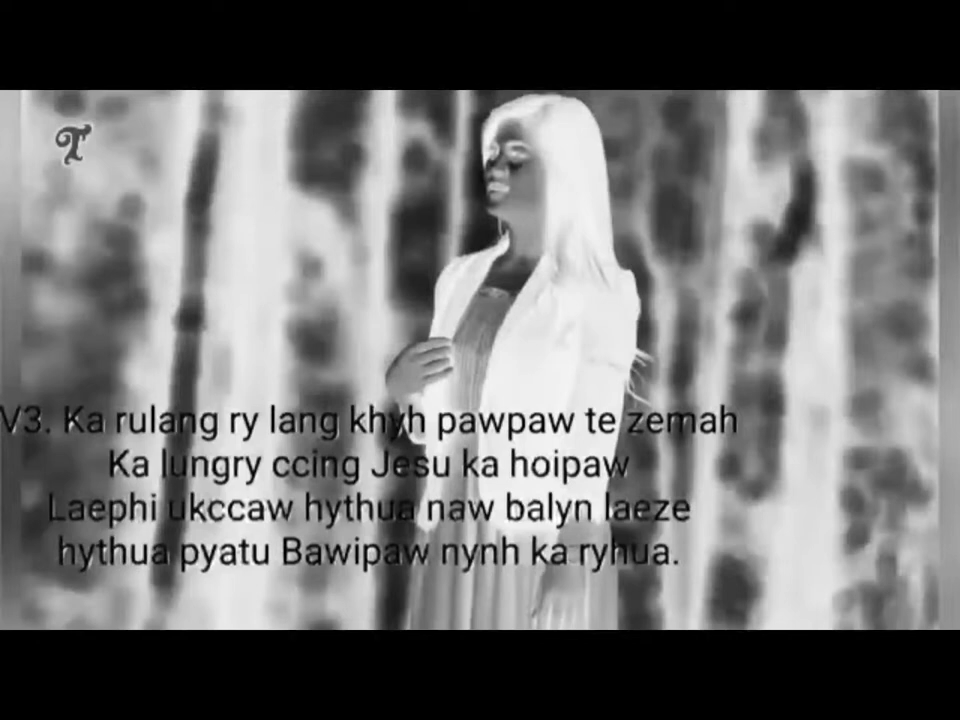 T
V3. Ka rulang ry lang khyh pawpaw te zemah
Ka lungry ccing Jesu ka hoipaw
Laephi ukccaw hythua naw balyn laeze
hythua pyatu Bawipaw nynh ka ryhua.